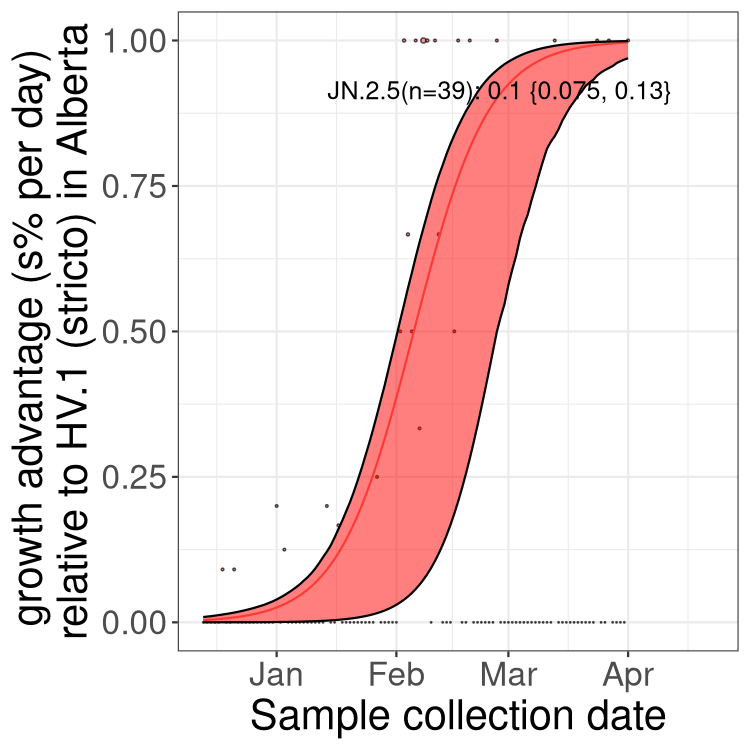 growth advantage (s% per day)
relative to HV.1 (stricto) in Alberta
1.00
0.75
0.50
0.25
0.00
JN.2.5(n=39): 0.1 {0.075, 0.13}
Jan Feb Mar Apr
Sample collection date